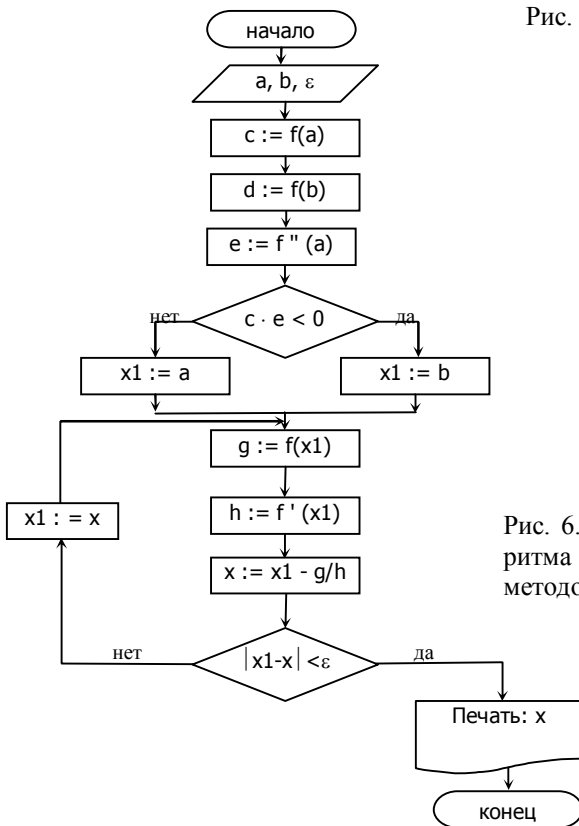 Рис.
начало
a, b, ε
c := f(a)
d := f(b)
e := f " (a)
нет
c · e < 0
да
x1 := a
x1 := b
g := f(x1)
x1 : = x
h := f ' (x1)
Рис. 6.
ритма
методо
x := x1 - g/h
нет
|x1-x| <ε
да
Печать: x
конец